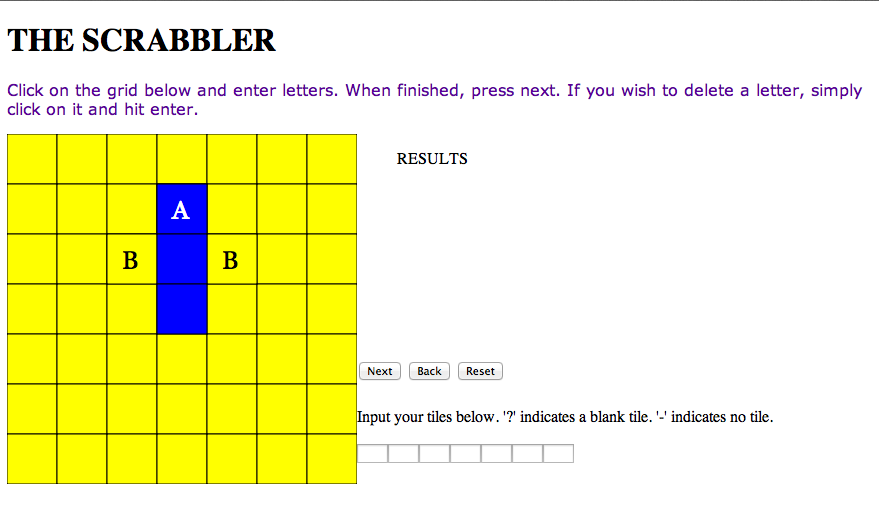 THE SCRABBLER
Click on the grid below and enter letters. When finished, press next. If you wish to delete a letter, simply
click on it and hit enter.
RESULTS
A
B B
Next Back Reset
Input your tiles below. '?' indicates a blank tile. '-' indicates no tile.